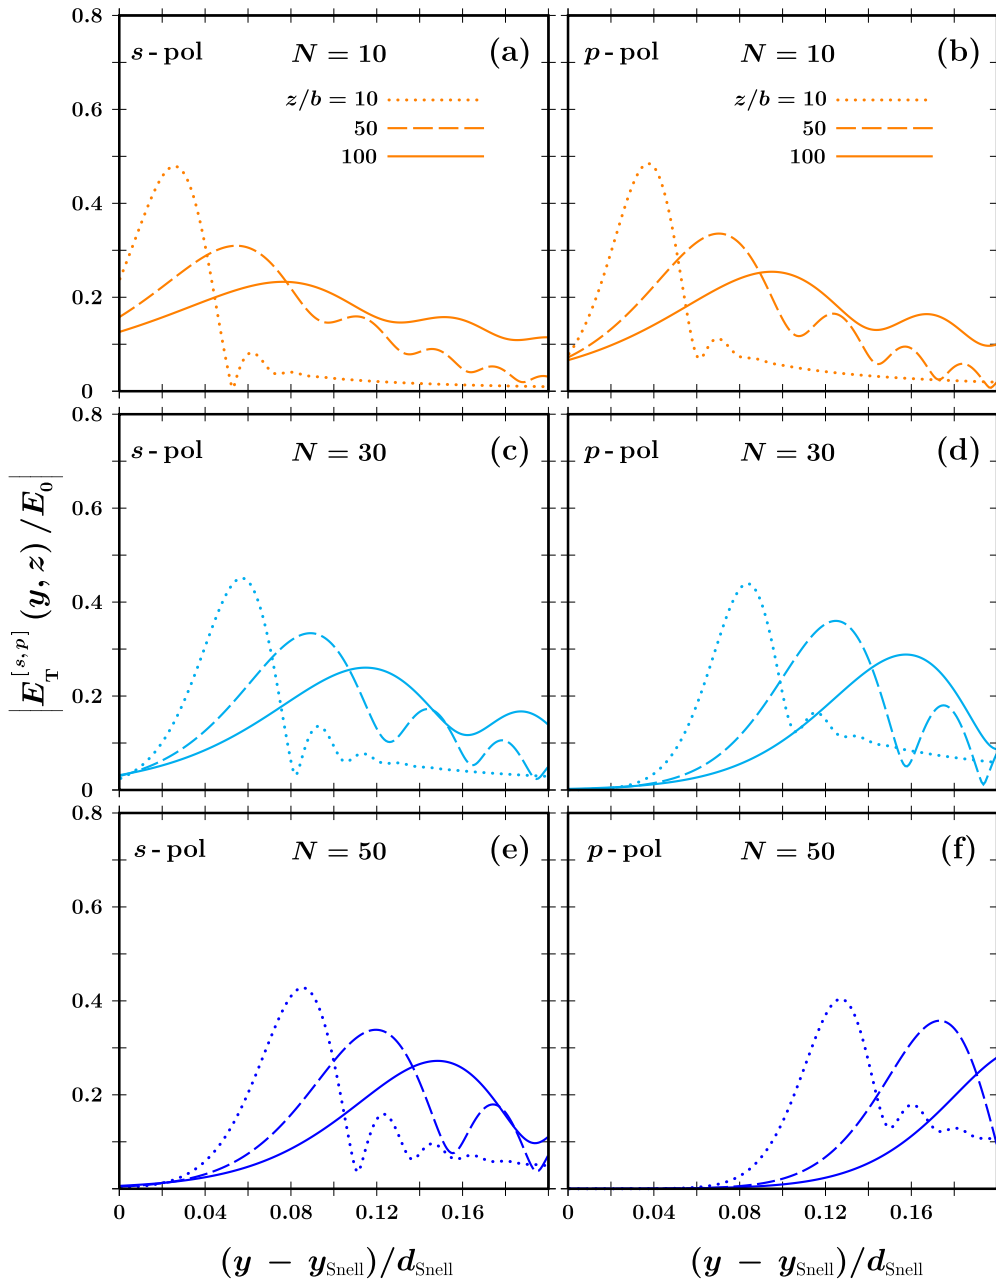 s - pol N = 10 (a)
z/b = 10
50
100
0.8
0.6
0.4
0.2
0
p - pol N = 10 (b)
z/b = 10
50
100
s - pol N = 30 (c)
0.8
0.6
0.4
0.2
0
p - pol N = 30 (d)
s - pol N = 50 (e)
0.8
0.6
0.4
0.2
p - pol N = 50 (f)
0 0.04 0.08 0.12 0.16
0 0.04 0.08 0.12 0.16
(y − y_Snell)/d_Snell
(y − y_Snell)/d_Snell
|E_T^[s,p] (y, z) /E_0|